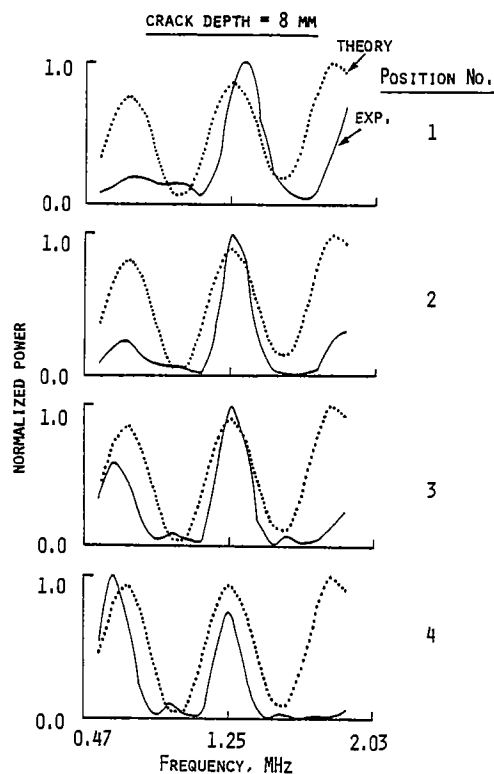 CRACK DEPTH = 8 MM
THEORY
POSITION NO.
1.0
EXP.
1
0.0
1.0
2
0.0
NORMALIZED POWER
1.0
3
0.0
1.0
4
0.0
0.47 1.25 2.03
FREQUENCY, MHz